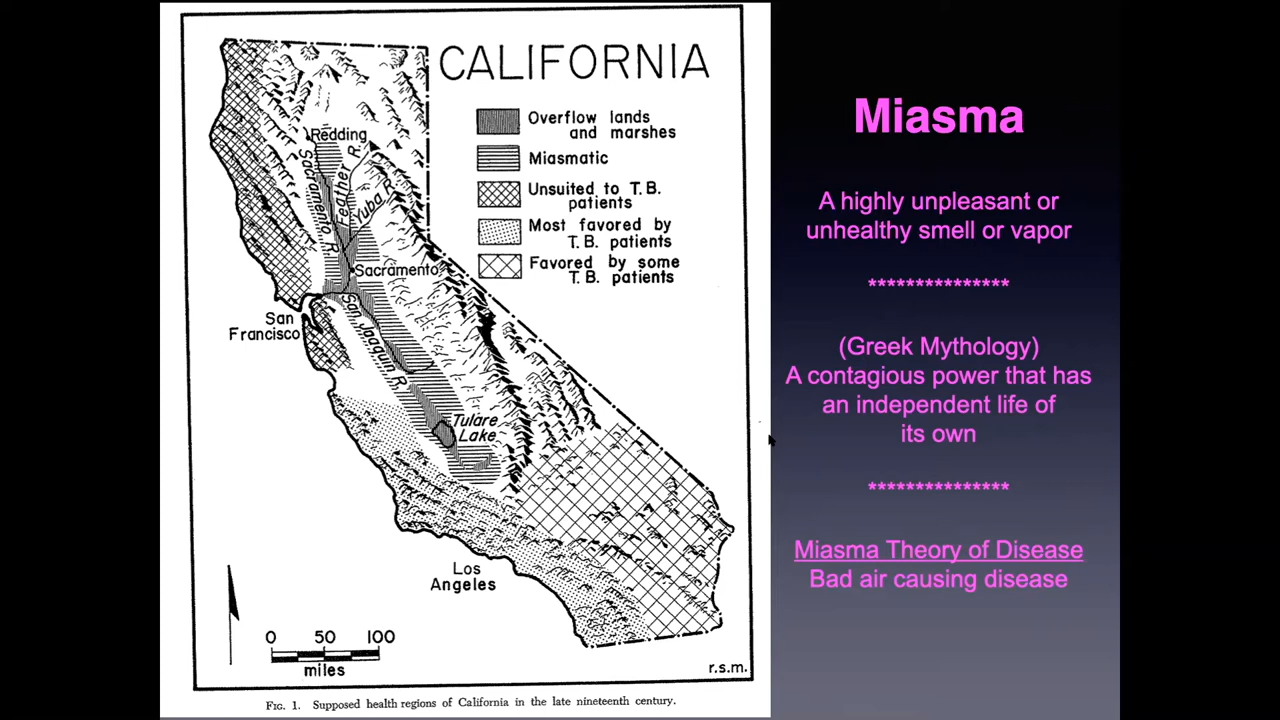 CALIFORNIA
Overflow lands
and marshes
Miasmatic
Unsuited to T.B.
patients
Most favored by
T.B. patients
Favored by some
T.B. patients
Redding
Sacramento R.
Feather R.
Yuba R.
Sacramento
San
Francisco
San Joaquin R.
Tulare
Lake
Los
Angeles
0 50 100
miles
r.s.m.
FIG. 1. Supposed health regions of California in the late nineteenth century.
Miasma
A highly unpleasant or
unhealthy smell or vapor
***************
(Greek Mythology)
A contagious power that has
an independent life of
its own
***************
Miasma Theory of Disease
Bad air causing disease